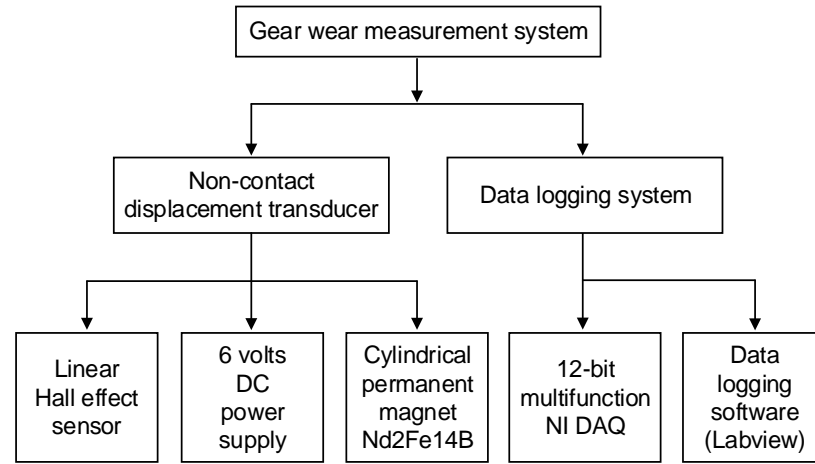 Gear wear measurement system
Non-contact
displacement transducer
Data logging system
Linear
Hall effect
sensor
6 volts
DC
power
supply
Cylindrical
permanent
magnet
Nd2Fe14B
12-bit
multifunction
NI DAQ
Data
logging
software
(Labview)